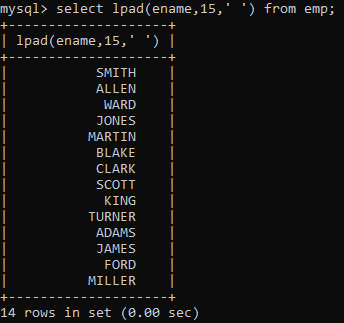 mysql> select lpad(ename,15,' ') from emp;
+--------------------+
| lpad(ename,15,' ') |
+--------------------+
|           SMITH    |
|           ALLEN    |
|            WARD    |
|           JONES    |
|          MARTIN    |
|           BLAKE    |
|           CLARK    |
|           SCOTT    |
|            KING    |
|          TURNER    |
|           ADAMS    |
|           JAMES    |
|            FORD    |
|          MILLER    |
+--------------------+
14 rows in set (0.00 sec)